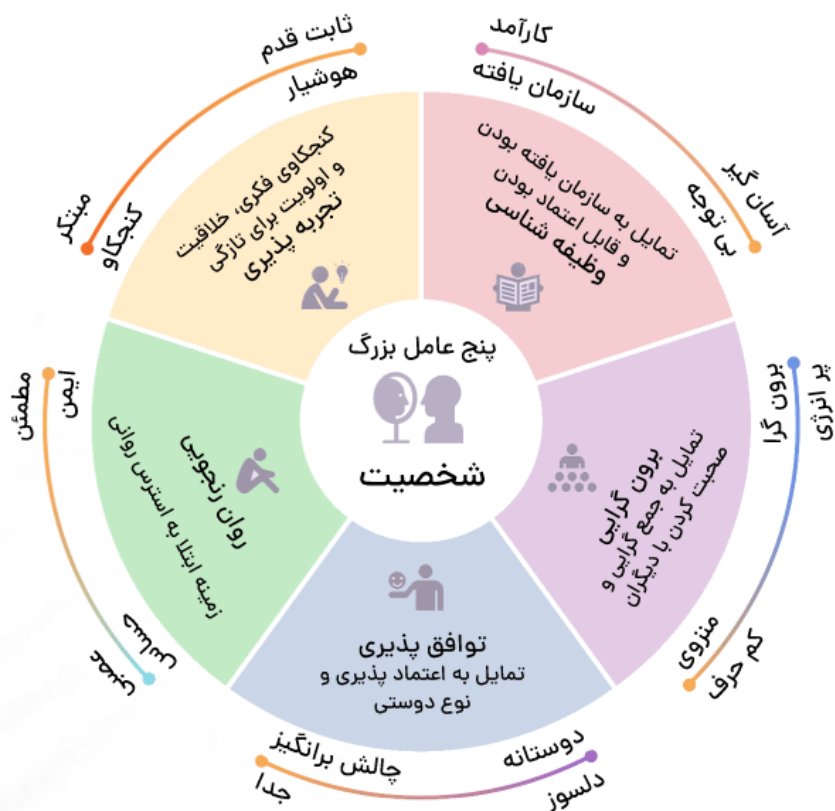 پنج عامل بزرگ
شخصیت
کارآمد
سازمان یافته
آسان گیر
بی توجه
تمایل به سازمان یافته بودن
و قابل اعتماد بودن
وظیفه شناسی
پر انرژی
برون گرا
برون گرایی
تمایل به جمع گرایی و
صحبت کردن با دیگران
منزوی
کم حرف
توافق پذیری
تمایل به اعتماد پذیری و
نوع دوستی
دوستانه
دلسوز
چالش برانگیز
جدا
روان رنجویی
زمینه ابتلا به استرس روانی
ایمن
مطمئن
حساس
عصبی
ثابت قدم
هوشیار
کنجکاوی فکری، خلاقیت
و اولویت برای تازگی
تجربه پذیری
مبتکر
کنجکاو